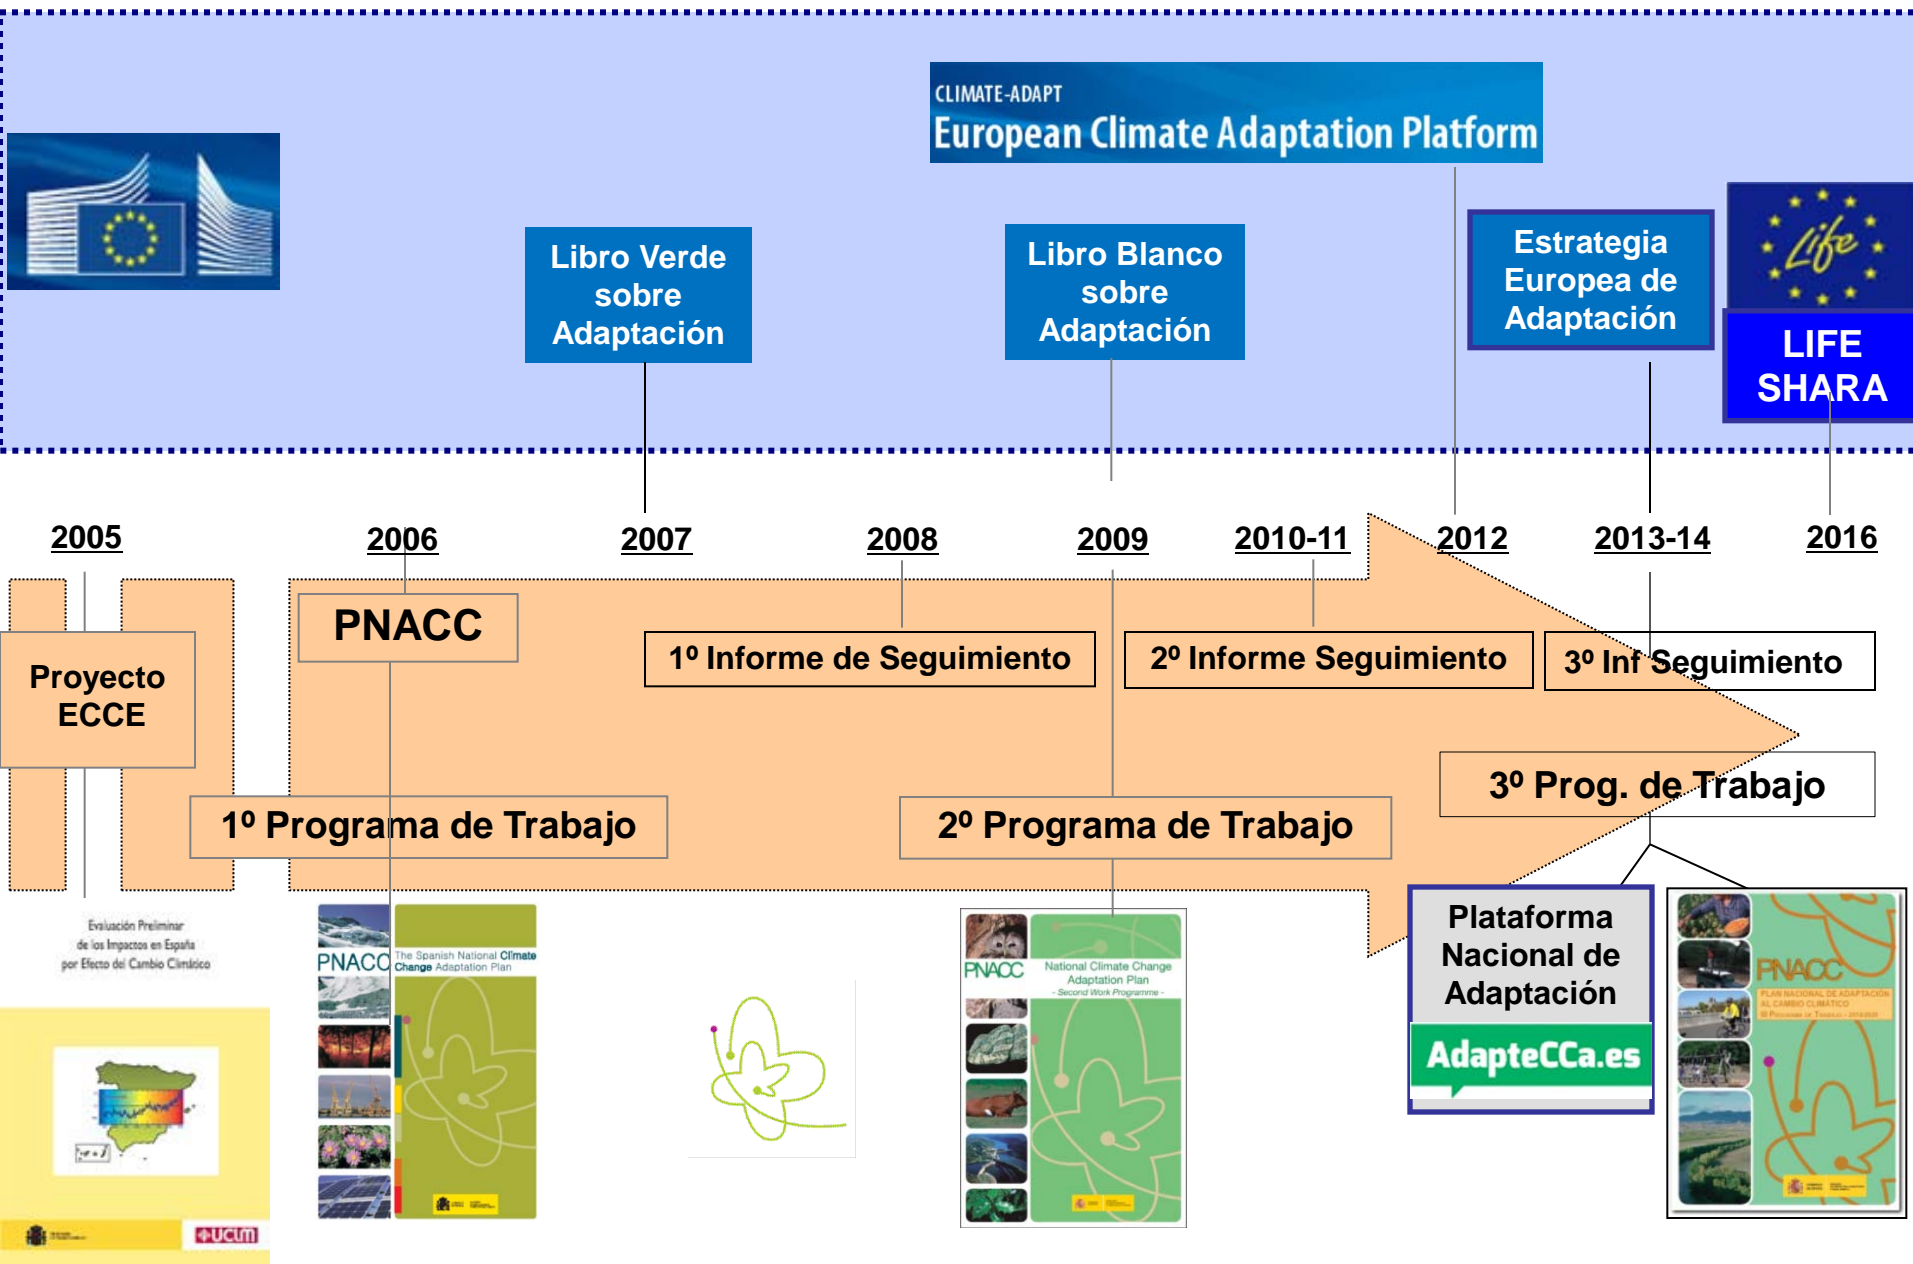 CLIMATE-ADAPT
European Climate Adaptation Platform
Libro Verde
sobre
Adaptación
Libro Blanco
sobre
Adaptación
Estrategia
Europea de
Adaptación
Life
LIFE
SHARA
2005
2006
2007
2008
2009
2010-11
2012
2013-14
2016
PNACC
1º Informe de Seguimiento
2º Informe Seguimiento
3º Inf Seguimiento
Proyecto
ECCE
1º Programa de Trabajo
2º Programa de Trabajo
3º Prog. de Trabajo
Evaluación Preliminar
de los Impactos en España
por Efecto del Cambio Climático
UCLM
PNACC
The Spanish National Climate
Change Adaptation Plan
PNACC
National Climate Change
Adaptation Plan
- Second Work Programme -
Plataforma
Nacional de
Adaptación
AdapteCCa.es
PNACC
PLAN NACIONAL DE ADAPTACIÓN
AL CAMBIO CLIMÁTICO